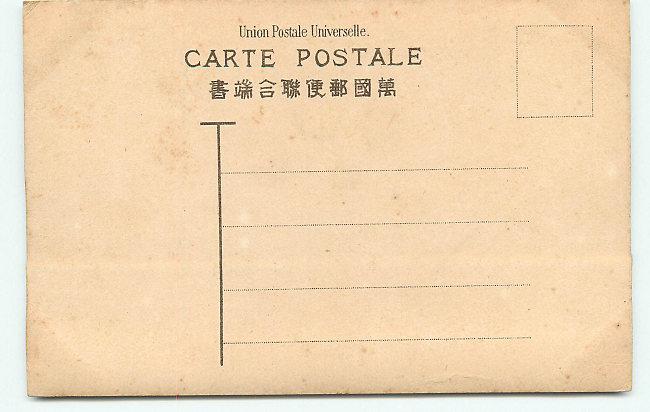 Union Postale Universelle.
CARTE POSTALE
萬國郵便聯合端書